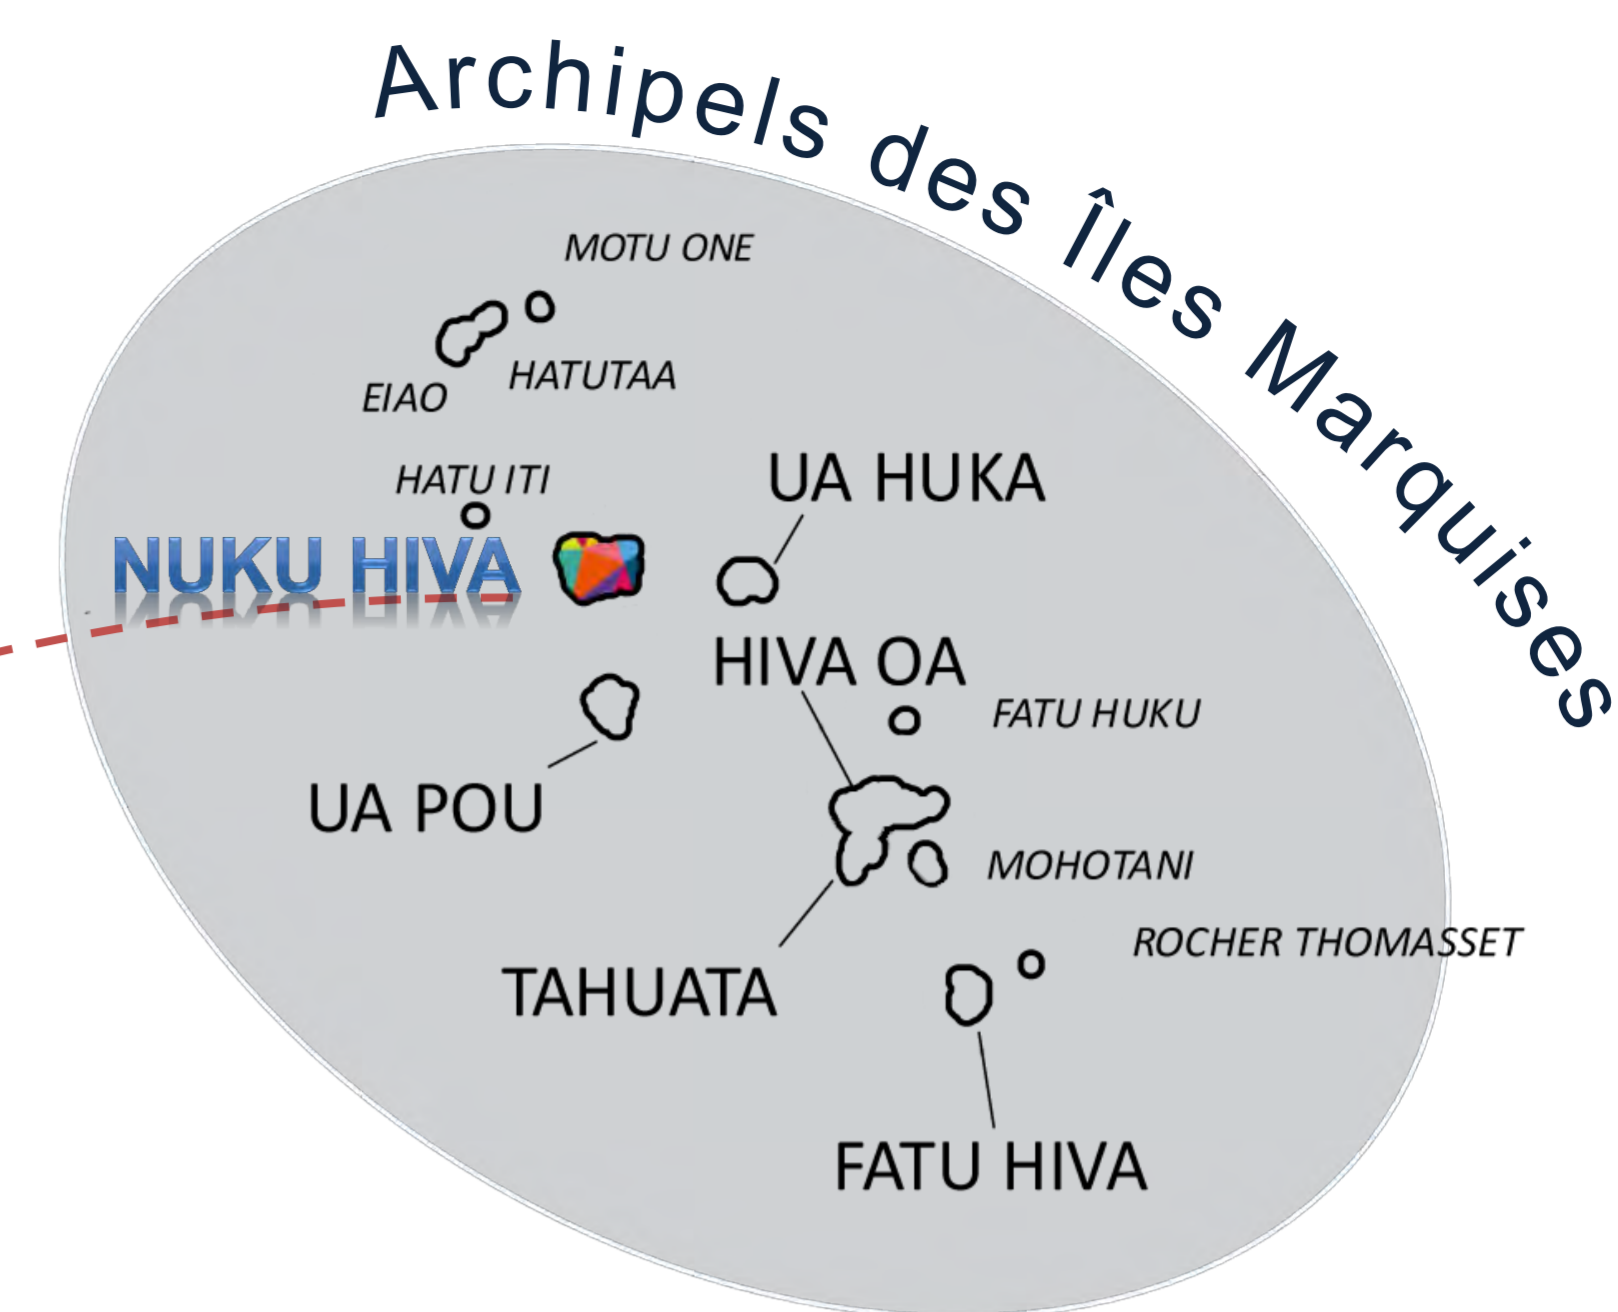 Archipels des Îles Marquises
MOTU ONE
HATUTAA
EIAO
HATU ITI
UA HUKA
NUKU HIVA
HIVA OA
FATU HUKU
UA POU
MOHOTANI
ROCHER THOMASSET
TAHUATA
FATU HIVA